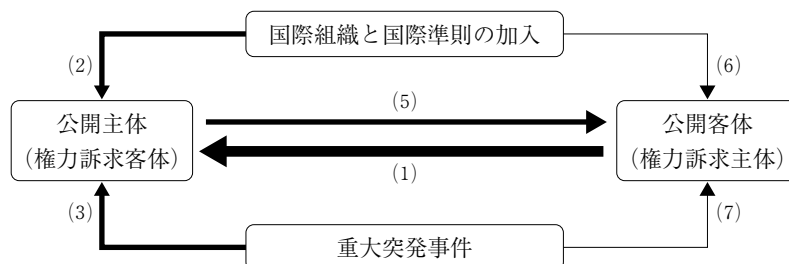 国際組織と国際準則の加入
(2)
(6)
公開主体
(権力訴求客体)
(5)
公開客体
(権力訴求主体)
(1)
(3)
(7)
重大突発事件